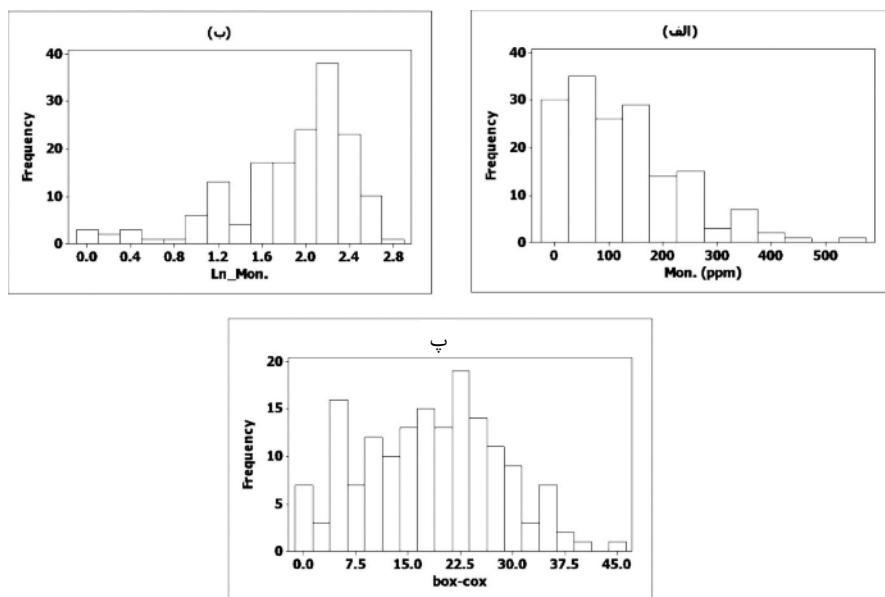 (ب)
Frequency
40
30
20
10
0
0.0 0.4 0.8 1.2 1.6 2.0 2.4 2.8
Ln_Mon.
(الف)
Frequency
40
30
20
10
0
0 100 200 300 400 500
Mon. (ppm)
پ
Frequency
20
15
10
5
0
0.0 7.5 15.0 22.5 30.0 37.5 45.0
box-cox